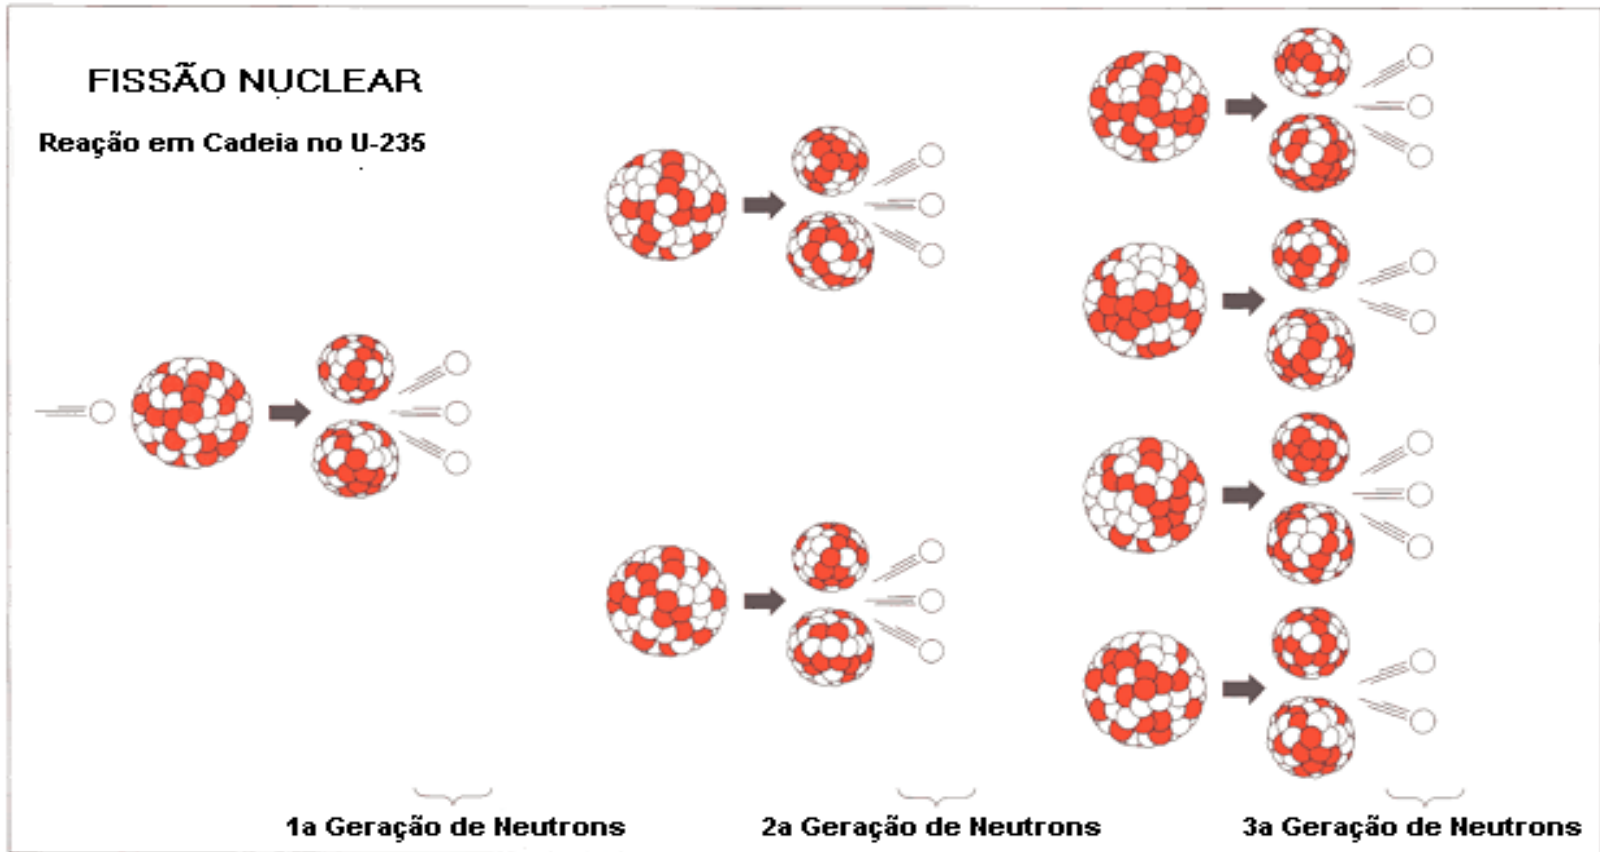 FISSÃO NUCLEAR
Reação em Cadeia no U-235
1a Geração de Neutrons
2a Geração de Neutrons
3a Geração de Neutrons